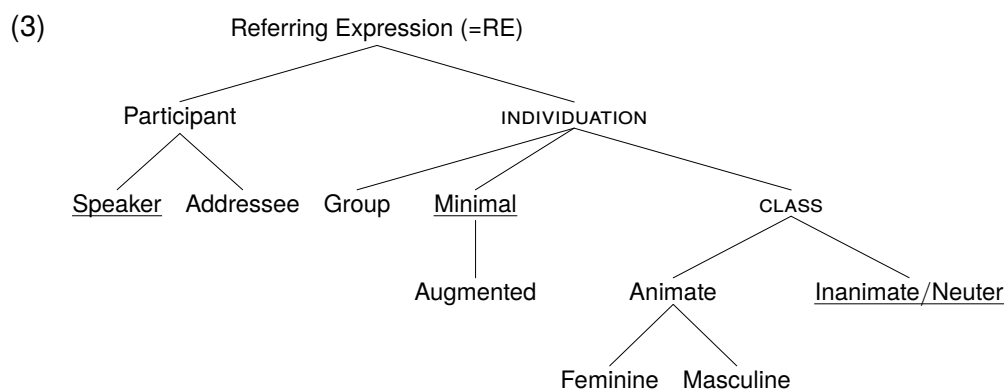 (3) Referring Expression (=RE)
Participant INDIVIDUATION
Speaker Addressee Group Minimal CLASS
Augmented Animate Inanimate/Neuter
Feminine Masculine